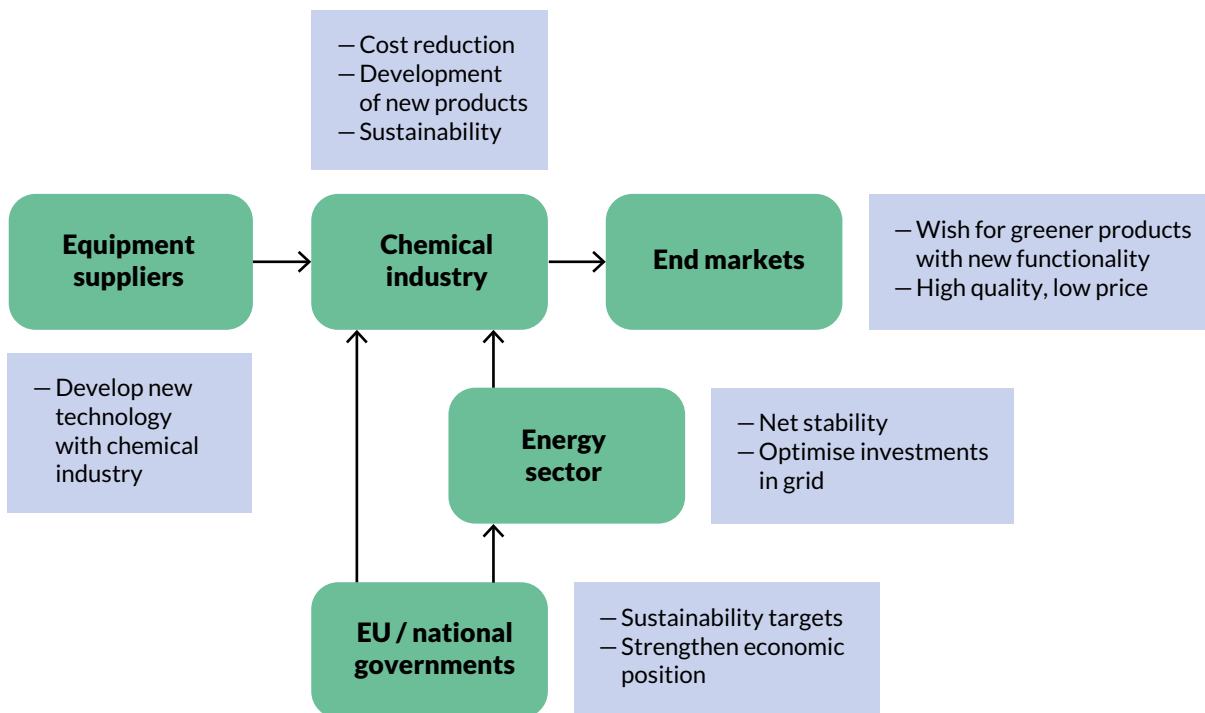 — Cost reduction
— Development
of new products
— Sustainability
Equipment
suppliers
Chemical
industry
End markets
— Wish for greener products
with new functionality
— High quality, low price
— Develop new
technology
with chemical
industry
Energy
sector
— Net stability
— Optimise investments
in grid
EU / national
governments
— Sustainability targets
— Strengthen economic
position